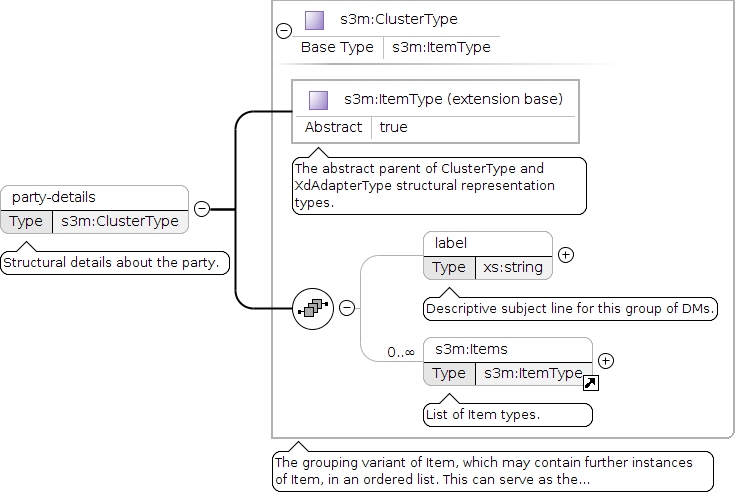 s3m:ClusterType
Base Type s3m:ItemType
s3m:ItemType (extension base)
Abstract true
The abstract parent of ClusterType and
XdAdapterType structural representation
types.
party-details
Type s3m:ClusterType
Structural details about the party.
label
Type xs:string
Descriptive subject line for this group of DMs.
0..∞
s3m:Items
Type s3m:ItemType
List of Item types.
The grouping variant of Item, which may contain further instances
of Item, in an ordered list. This can serve as the...